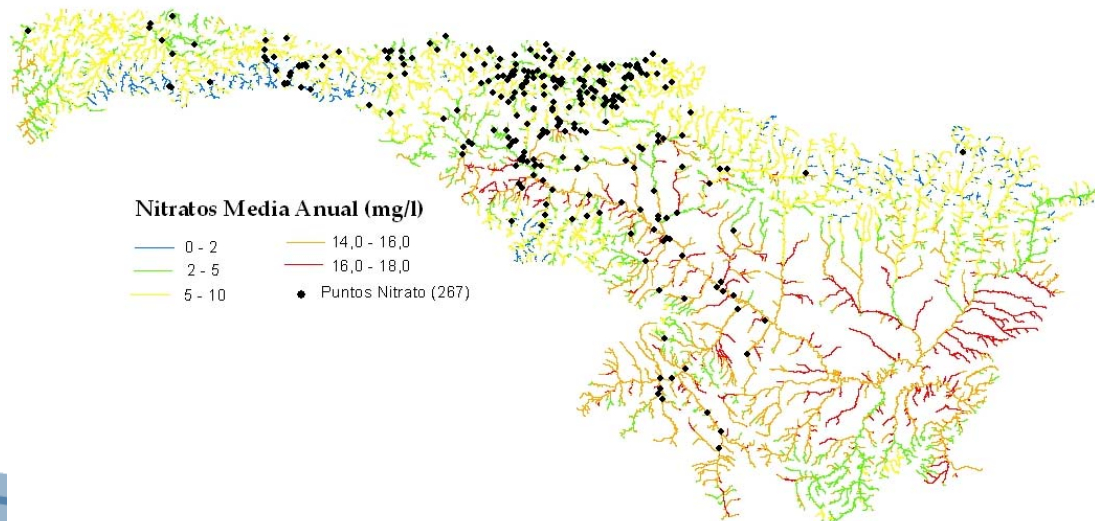 Nitratos Media Anual (mg/l)
0 - 2
2 - 5
5 - 10
14,0 - 16,0
16,0 - 18,0
Puntos Nitrato (267)